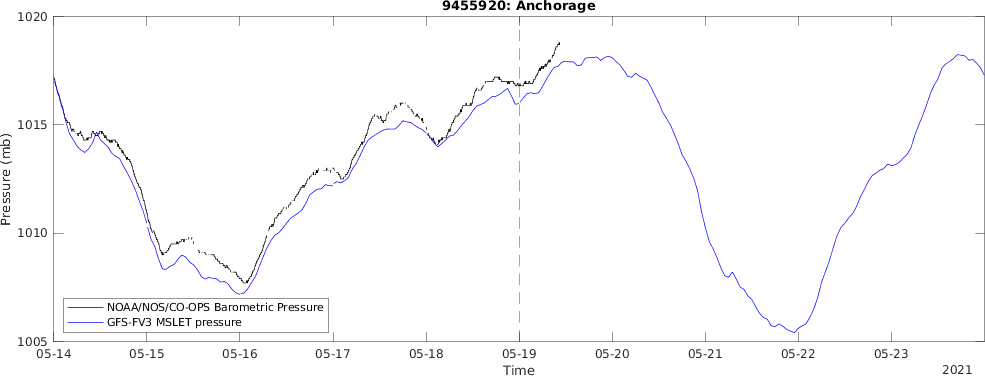 9455920: Anchorage
1020
1015
1010
1005
Pressure (mb)
NOAA/NOS/CO-OPS Barometric Pressure
GFS-FV3 MSLET pressure
05-14 05-15 05-16 05-17 05-18 05-19 05-20 05-21 05-22 05-23
Time
2021